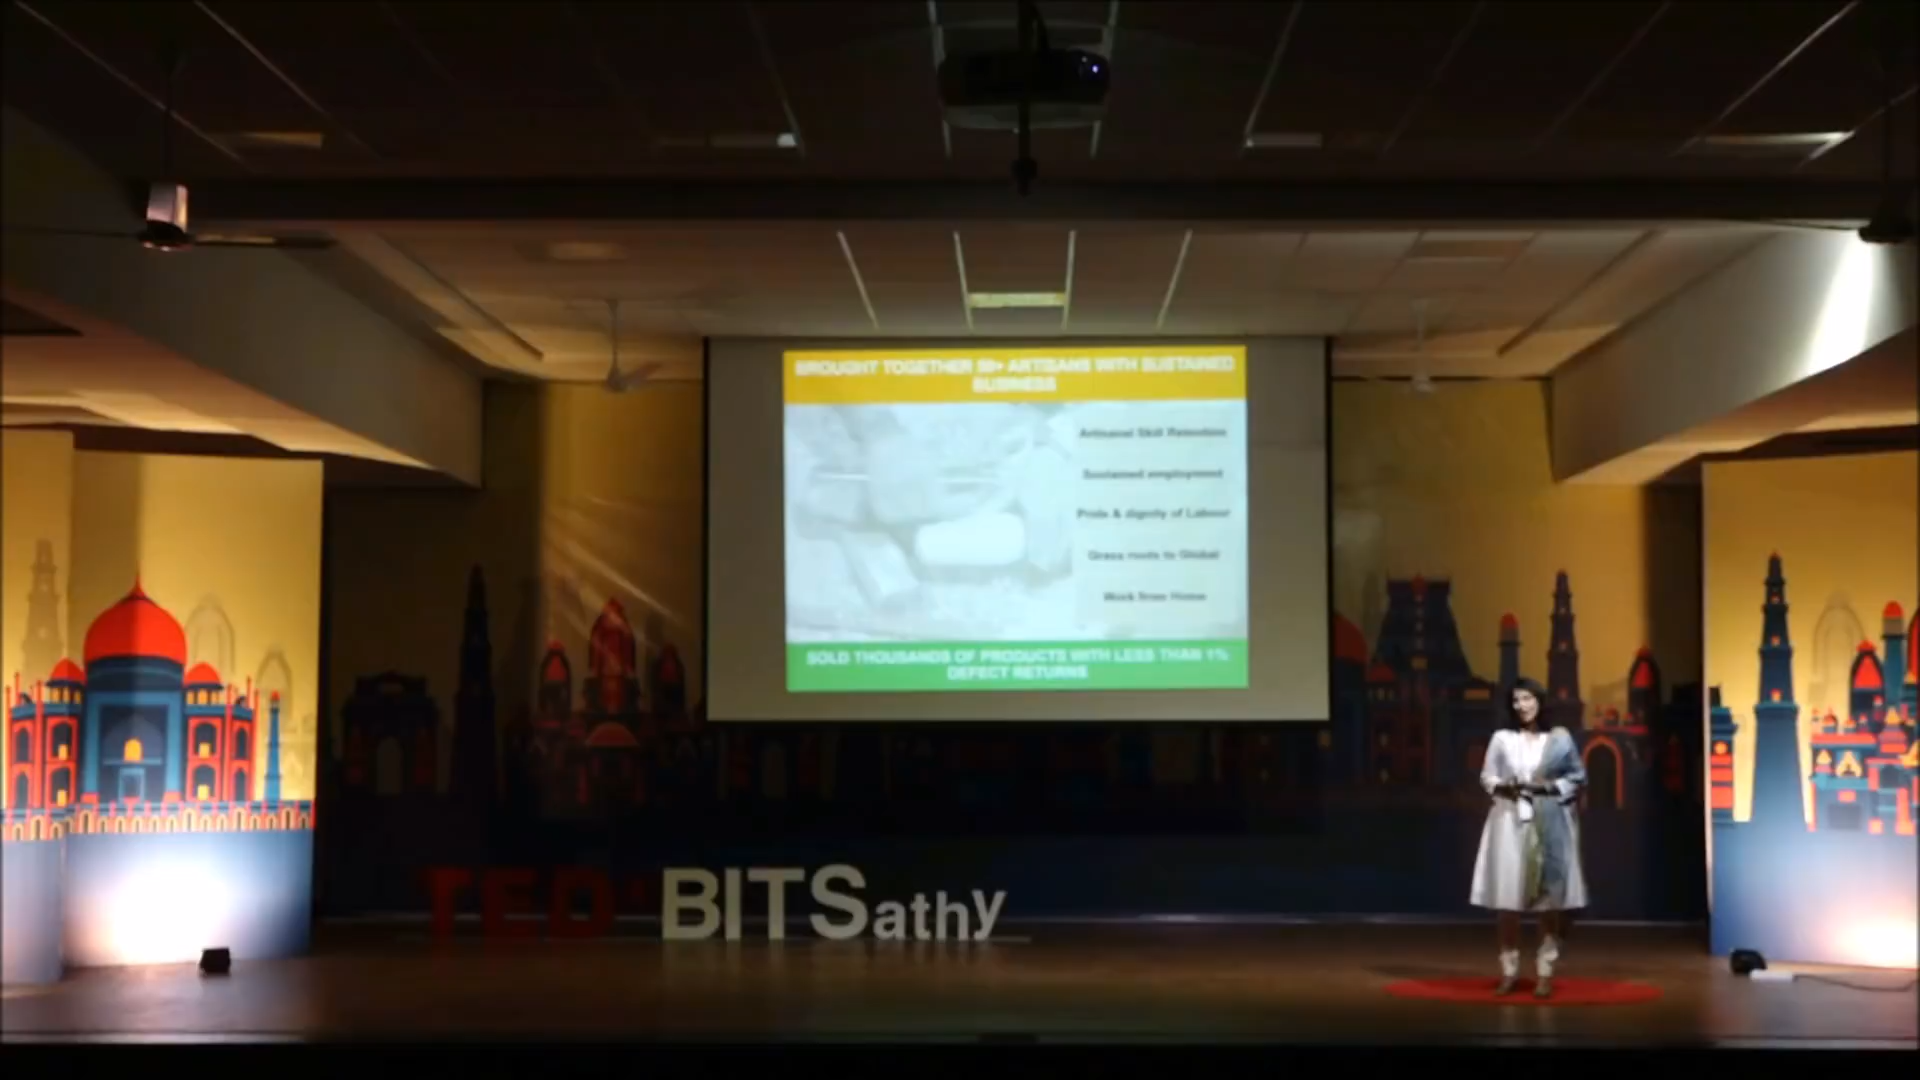 BROUGHT TOGETHER 50+ ARTISANS WITH SUSTAINED
BUSINESS
Artisanal Skill Retention
Sustained employment
Pride & dignity of Labour
Grass roots to Global
Work from Home
SOLD THOUSANDS OF PRODUCTS WITH LESS THAN 1%
DEFECT RETURNS
TEDx BITSathy